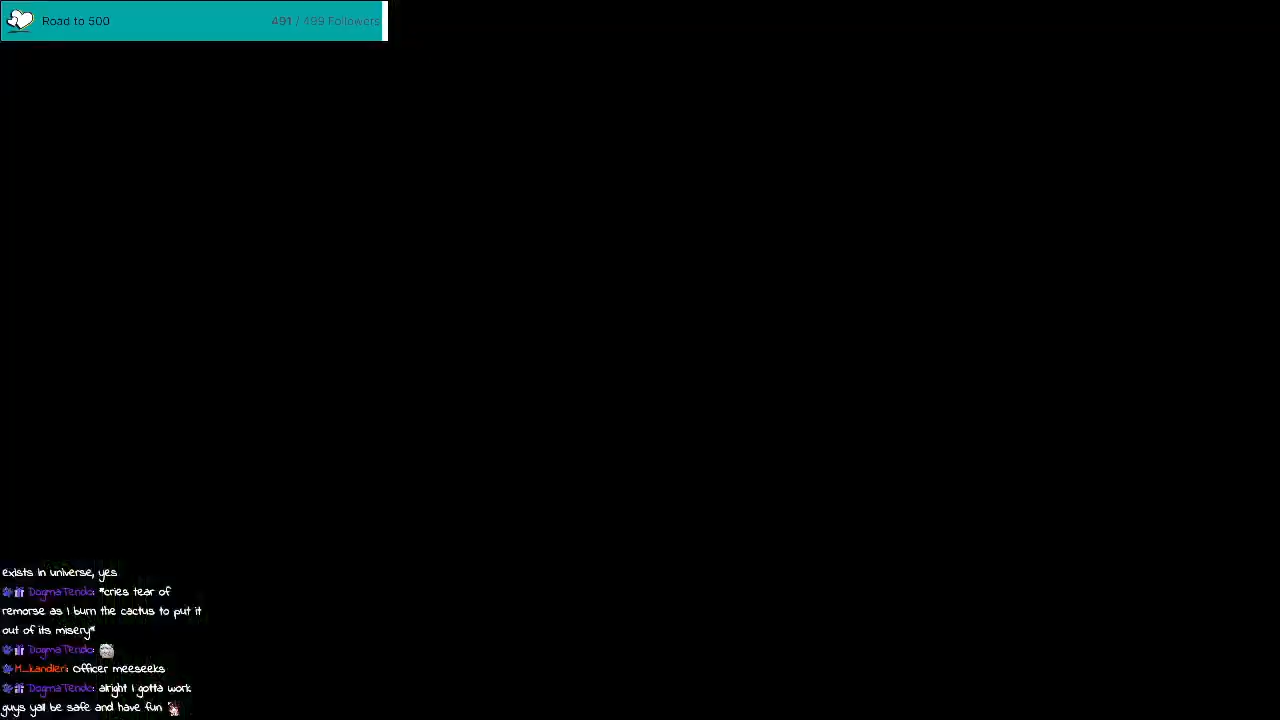 Road to 500
491 / 499 Followers
exists in universe, yes
DogmaTendo: *cries tear of
remorse as I burn the cactus to put it
out of its misery*
DogmaTendo:
M_kandleri: Officer meeseeks
DogmaTendo: alright I gotta work
guys yall be safe and have fun